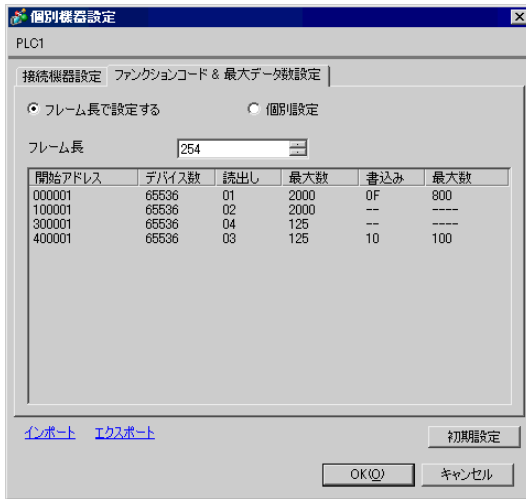 個別機器設定
PLC1
接続機器設定 ファンクションコード & 最大データ数設定
フレーム長で設定する 個別設定
フレーム長 254
開始アドレス デバイス数 読出し 最大数 書込み 最大数
000001 65536 01 2000 0F 800
100001 65536 02 2000 -- ----
300001 65536 04 125 -- ----
400001 65536 03 125 10 100
インポート エクスポート 初期設定
OK(O) キャンセル